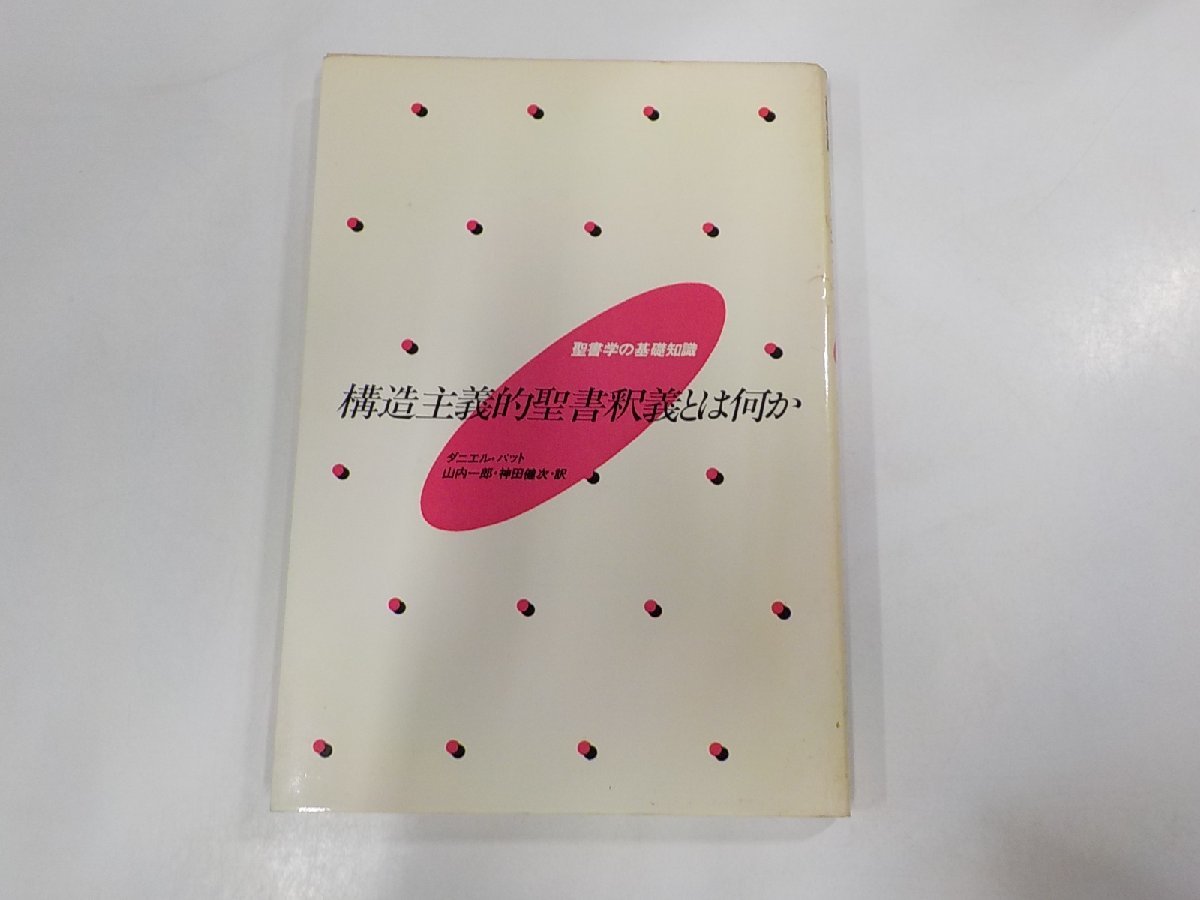 聖書学の基礎知識
構造主義的聖書釈義とは何か
ダニエル・パット
山内一郎・神田健次・訳